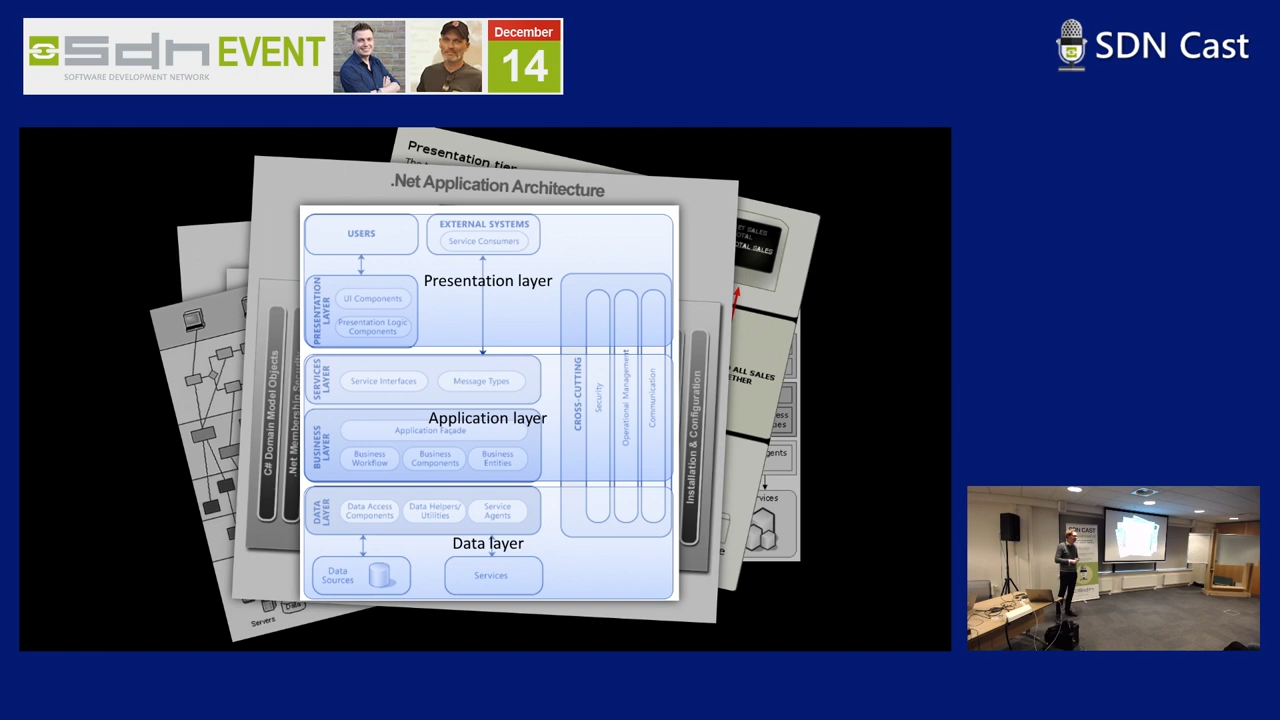 Sdn EVENT
SOFTWARE DEVELOPMENT NETWORK
December
14
SDN Cast
Presentation tier
.Net Application Architecture
USERS
EXTERNAL SYSTEMS
Service Consumers
Presentation layer
PRESENTATION
LAYER
UI Components
Presentation Logic
Components
SERVICES
LAYER
Service Interfaces
Message Types
Application layer
BUSINESS
LAYER
Application Façade
Business
Workflow
Business
Components
Business
Entities
DATA
LAYER
Data Access
Components
Data Helpers/
Utilities
Service
Agents
Data layer
Data
Sources
Services
CROSS-CUTTING
Security
Operational Management
Communication
C# Domain Model Objects
.Net Membership
Installation & Configuration
SALES
TOTAL
TOTAL SALES
ALL SALES
Servers
SDN CAST